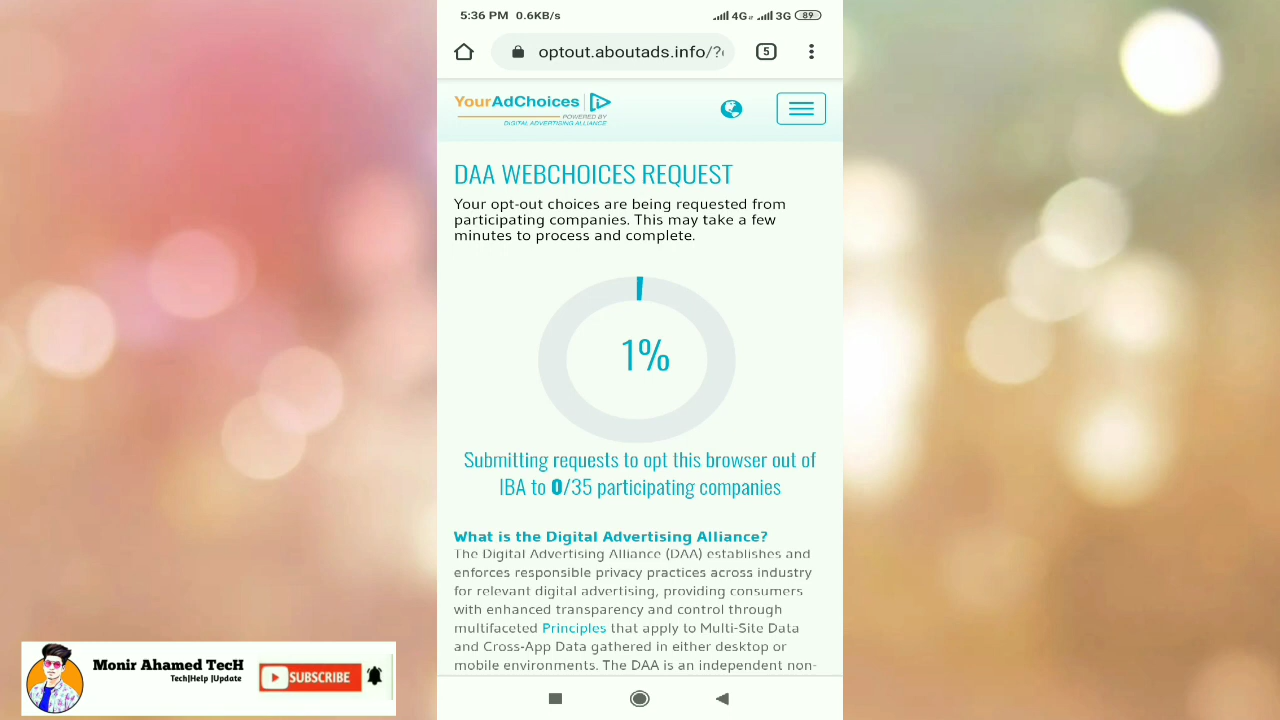 5:36 PM 0.6KB/s
4G 3G 89
optout.aboutads.info/?
5
YourAdChoices
POWERED BY
DIGITAL ADVERTISING ALLIANCE
DAA WEBCHOICES REQUEST
Your opt-out choices are being requested from
participating companies. This may take a few
minutes to process and complete.
1%
Submitting requests to opt this browser out of
IBA to 0/35 participating companies
What is the Digital Advertising Alliance?
The Digital Advertising Alliance (DAA) establishes and
enforces responsible privacy practices across industry
for relevant digital advertising, providing consumers
with enhanced transparency and control through
multifaceted Principles that apply to Multi-Site Data
and Cross-App Data gathered in either desktop or
mobile environments. The DAA is an independent non-
Monir Ahamed TecH
Tech|Help |Update
SUBSCRIBE